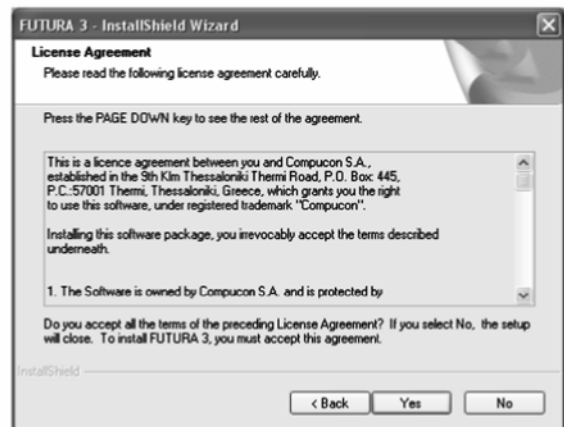 FUTURA 3 - InstallShield Wizard
License Agreement
Please read the following license agreement carefully.
Press the PAGE DOWN key to see the rest of the agreement.
This is a licence agreement between you and Compucon S.A.,
established in the 9th Klm Thessaloniki Thermi Road, P.O. Box: 445,
P.C.:57001 Thermi, Thessaloniki, Greece, which grants you the right
to use this software, under registered trademark "Compucon".
Installing this software package, you irrevocably accept the terms described
underneath.
1. The Software is owned by Compucon S.A. and is protected by
Do you accept all the terms of the preceding License Agreement? If you select No, the setup
will close. To install FUTURA 3, you must accept this agreement.
InstallShield
< Back Yes No